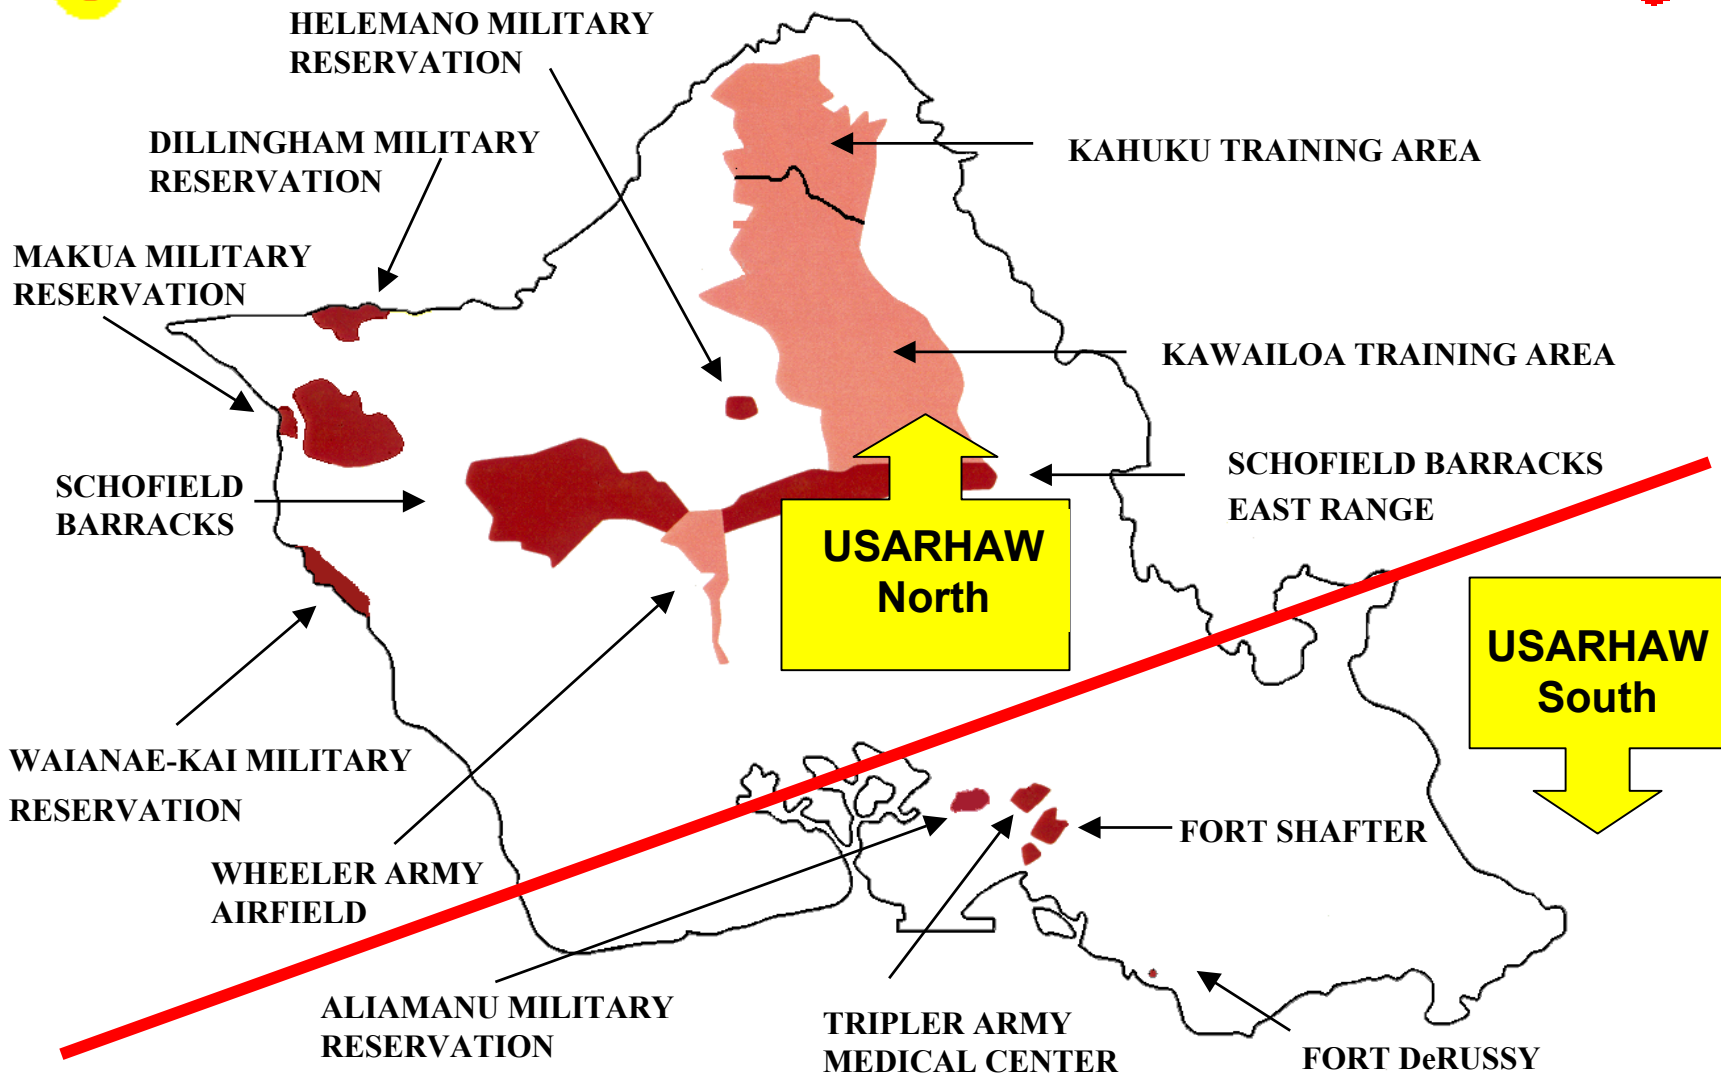 HELEMANO MILITARY
RESERVATION
DILLINGHAM MILITARY
RESERVATION
KAHUKU TRAINING AREA
MAKUA MILITARY
RESERVATION
KAWAILOA TRAINING AREA
SCHOFIELD
BARRACKS
SCHOFIELD BARRACKS
EAST RANGE
USARHAW
North
USARHAW
South
WAIANAE-KAI MILITARY
RESERVATION
FORT SHAFTER
WHEELER ARMY
AIRFIELD
ALIAMANU MILITARY
RESERVATION
TRIPLER ARMY
MEDICAL CENTER
FORT DeRUSSY